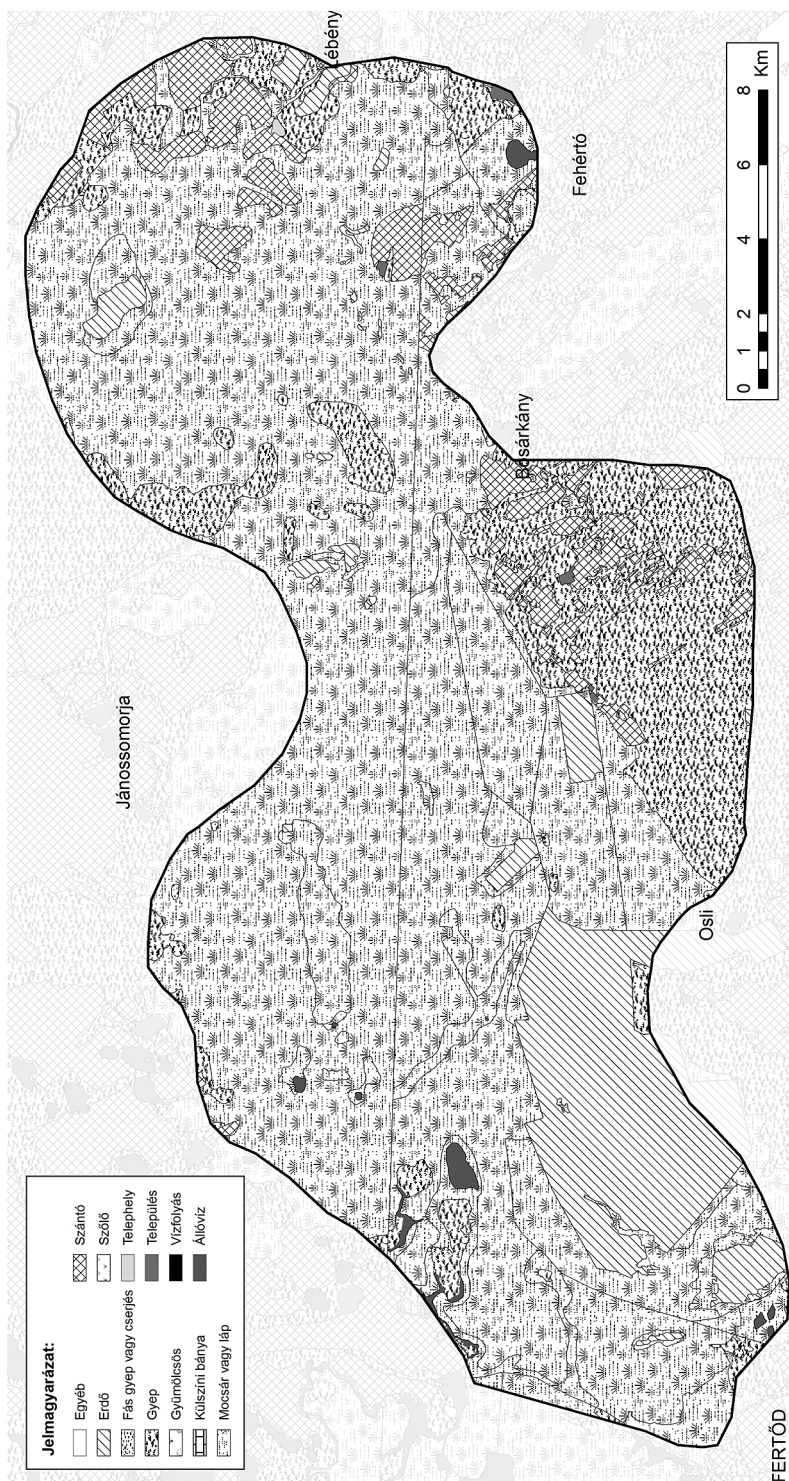 Jelmagyarázat:
Egyéb
Erdő
Fás gyep vagy cserjés
Gyep
Gyümölcsös
Külszíni bánya
Mocsár vagy láp
Szántó
Szőlő
Telephely
Település
Vízfolyás
Állóvíz
Jánossomorja
Lébény
Fehértó
Bősárkány
Osli
FERTŐD
0 1 2 4 6 8
Km